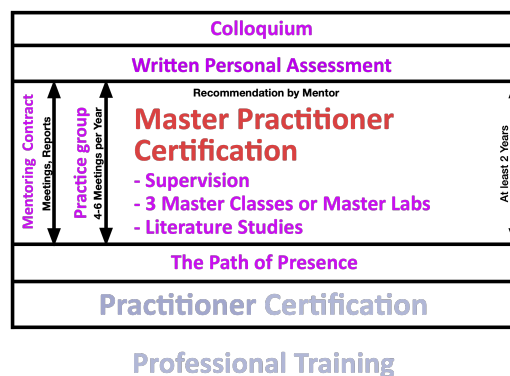 Colloquium
Written Personal Assessment
Recommendation by Mentor
Mentoring Contract
Meetings, Reports
Practice group
4-6 Meetings per Year
Master Practitioner
Certification
- Supervision
- 3 Master Classes or Master Labs
- Literature Studies
At least 2 Years
The Path of Presence
Practitioner Certification
Professional Training